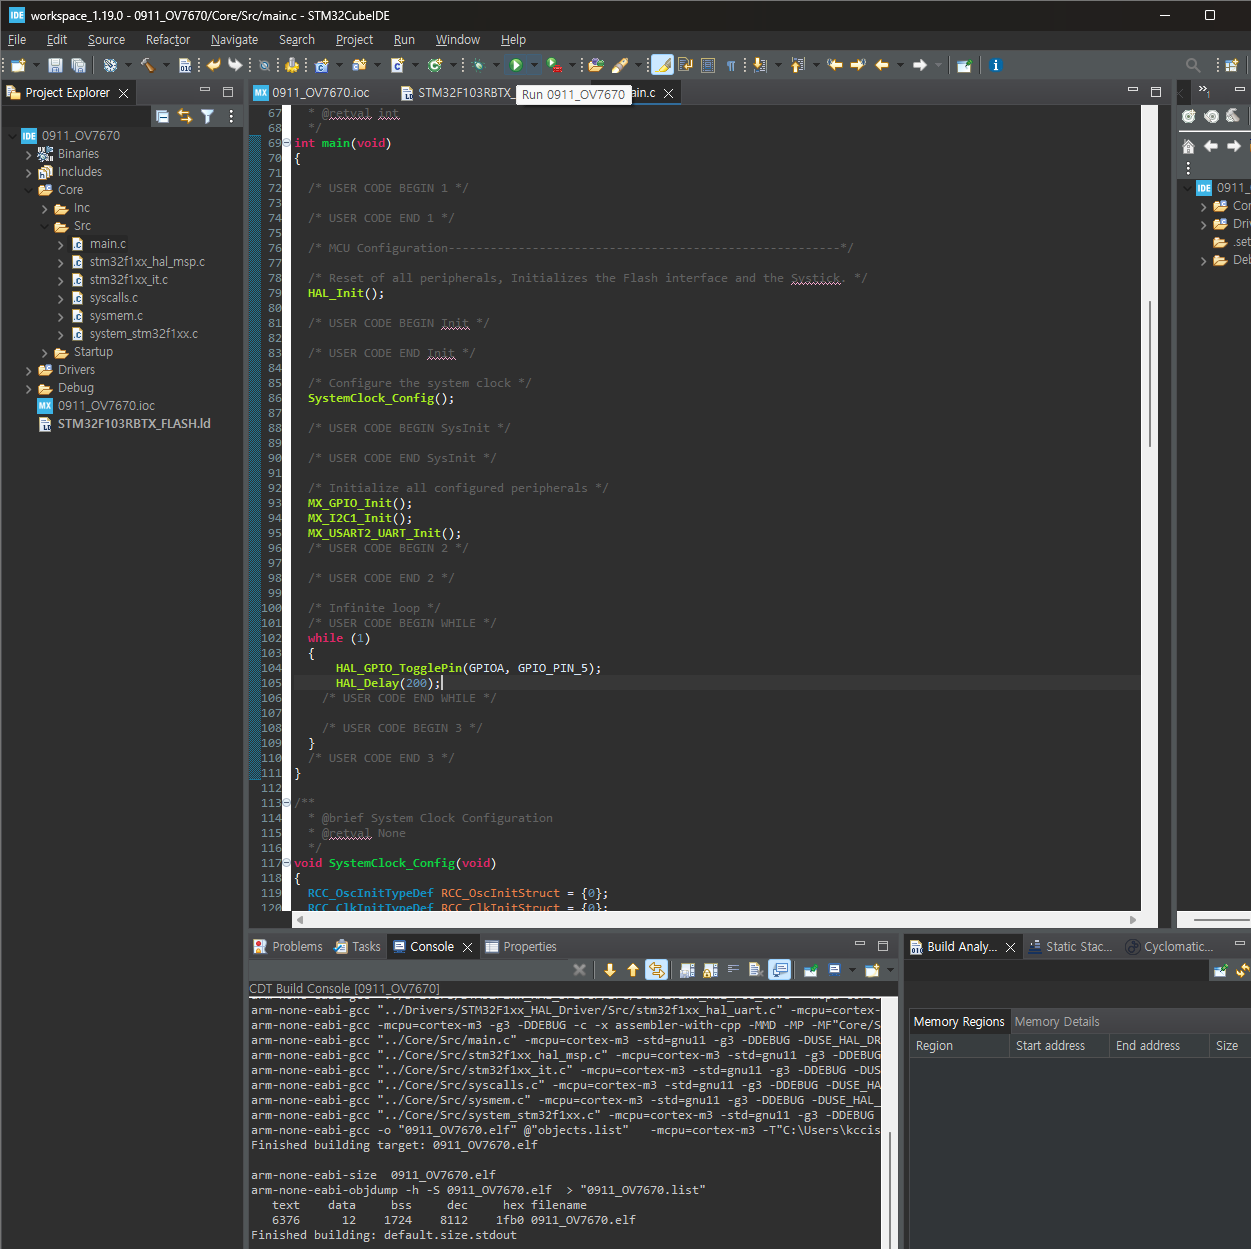 workspace_1.19.0 - 0911_OV7670/Core/Src/main.c - STM32CubeIDE
File Edit Source Refactor Navigate Search Project Run Window Help
Project Explorer
0911_OV7670.ioc
STM32F103RBTX_
Run 0911_OV7670
in.c
0911_OV7670
Binaries
Includes
Core
Inc
Src
main.c
stm32f1xx_hal_msp.c
stm32f1xx_it.c
syscalls.c
sysmem.c
system_stm32f1xx.c
Startup
Drivers
Debug
0911_OV7670.ioc
STM32F103RBTX_FLASH.ld
67 * @retval int
68 */
69 int main(void)
70 {
71
72 /* USER CODE BEGIN 1 */
73
74 /* USER CODE END 1 */
75
76 /* MCU Configuration--------------------------------------------------------*/
77
78 /* Reset of all peripherals, Initializes the Flash interface and the Systick. */
79 HAL_Init();
80
81 /* USER CODE BEGIN Init */
82
83 /* USER CODE END Init */
84
85 /* Configure the system clock */
86 SystemClock_Config();
87
88 /* USER CODE BEGIN SysInit */
89
90 /* USER CODE END SysInit */
91
92 /* Initialize all configured peripherals */
93 MX_GPIO_Init();
94 MX_I2C1_Init();
95 MX_USART2_UART_Init();
96 /* USER CODE BEGIN 2 */
97
98 /* USER CODE END 2 */
99
100 /* Infinite loop */
101 /* USER CODE BEGIN WHILE */
102 while (1)
103 {
104 HAL_GPIO_TogglePin(GPIOA, GPIO_PIN_5);
105 HAL_Delay(200);
106 /* USER CODE END WHILE */
107
108 /* USER CODE BEGIN 3 */
109 }
110 /* USER CODE END 3 */
111 }
112
113 /**
114 * @brief System Clock Configuration
115 * @retval None
116 */
117 void SystemClock_Config(void)
118 {
119 RCC_OscInitTypeDef RCC_OscInitStruct = {0};
120 RCC_ClkInitTypeDef RCC_ClkInitStruct = {0};
0911_
Cor
Driv
.set
Deb
Problems Tasks Console Properties
CDT Build Console [0911_OV7670]
arm-none-eabi-gcc "../Drivers/STM32F1xx_HAL_Driver/Src/stm32f1xx_hal_uart.c" -mcpu=cortex-
arm-none-eabi-gcc -mcpu=cortex-m3 -g3 -DDEBUG -c -x assembler-with-cpp -MMD -MP -MF"Core/S
arm-none-eabi-gcc "../Core/Src/main.c" -mcpu=cortex-m3 -std=gnu11 -g3 -DDEBUG -DUSE_HAL_DR
arm-none-eabi-gcc "../Core/Src/stm32f1xx_hal_msp.c" -mcpu=cortex-m3 -std=gnu11 -g3 -DDEBUG
arm-none-eabi-gcc "../Core/Src/stm32f1xx_it.c" -mcpu=cortex-m3 -std=gnu11 -g3 -DDEBUG -DUS
arm-none-eabi-gcc "../Core/Src/syscalls.c" -mcpu=cortex-m3 -std=gnu11 -g3 -DDEBUG -DUSE_HA
arm-none-eabi-gcc "../Core/Src/sysmem.c" -mcpu=cortex-m3 -std=gnu11 -g3 -DDEBUG -DUSE_HAL_
arm-none-eabi-gcc "../Core/Src/system_stm32f1xx.c" -mcpu=cortex-m3 -std=gnu11 -g3 -DDEBUG
arm-none-eabi-gcc -o "0911_OV7670.elf" @"objects.list" -mcpu=cortex-m3 -T"C:\Users\kccis
Finished building target: 0911_OV7670.elf

arm-none-eabi-size 0911_OV7670.elf
arm-none-eabi-objdump -h -S 0911_OV7670.elf > "0911_OV7670.list"
text data bss dec hex filename
6376 12 1724 8112 1fb0 0911_OV7670.elf
Finished building: default.size.stdout
Build Analy... Static Stac... Cyclomatic...
Memory Regions Memory Details
Region Start address End address Size